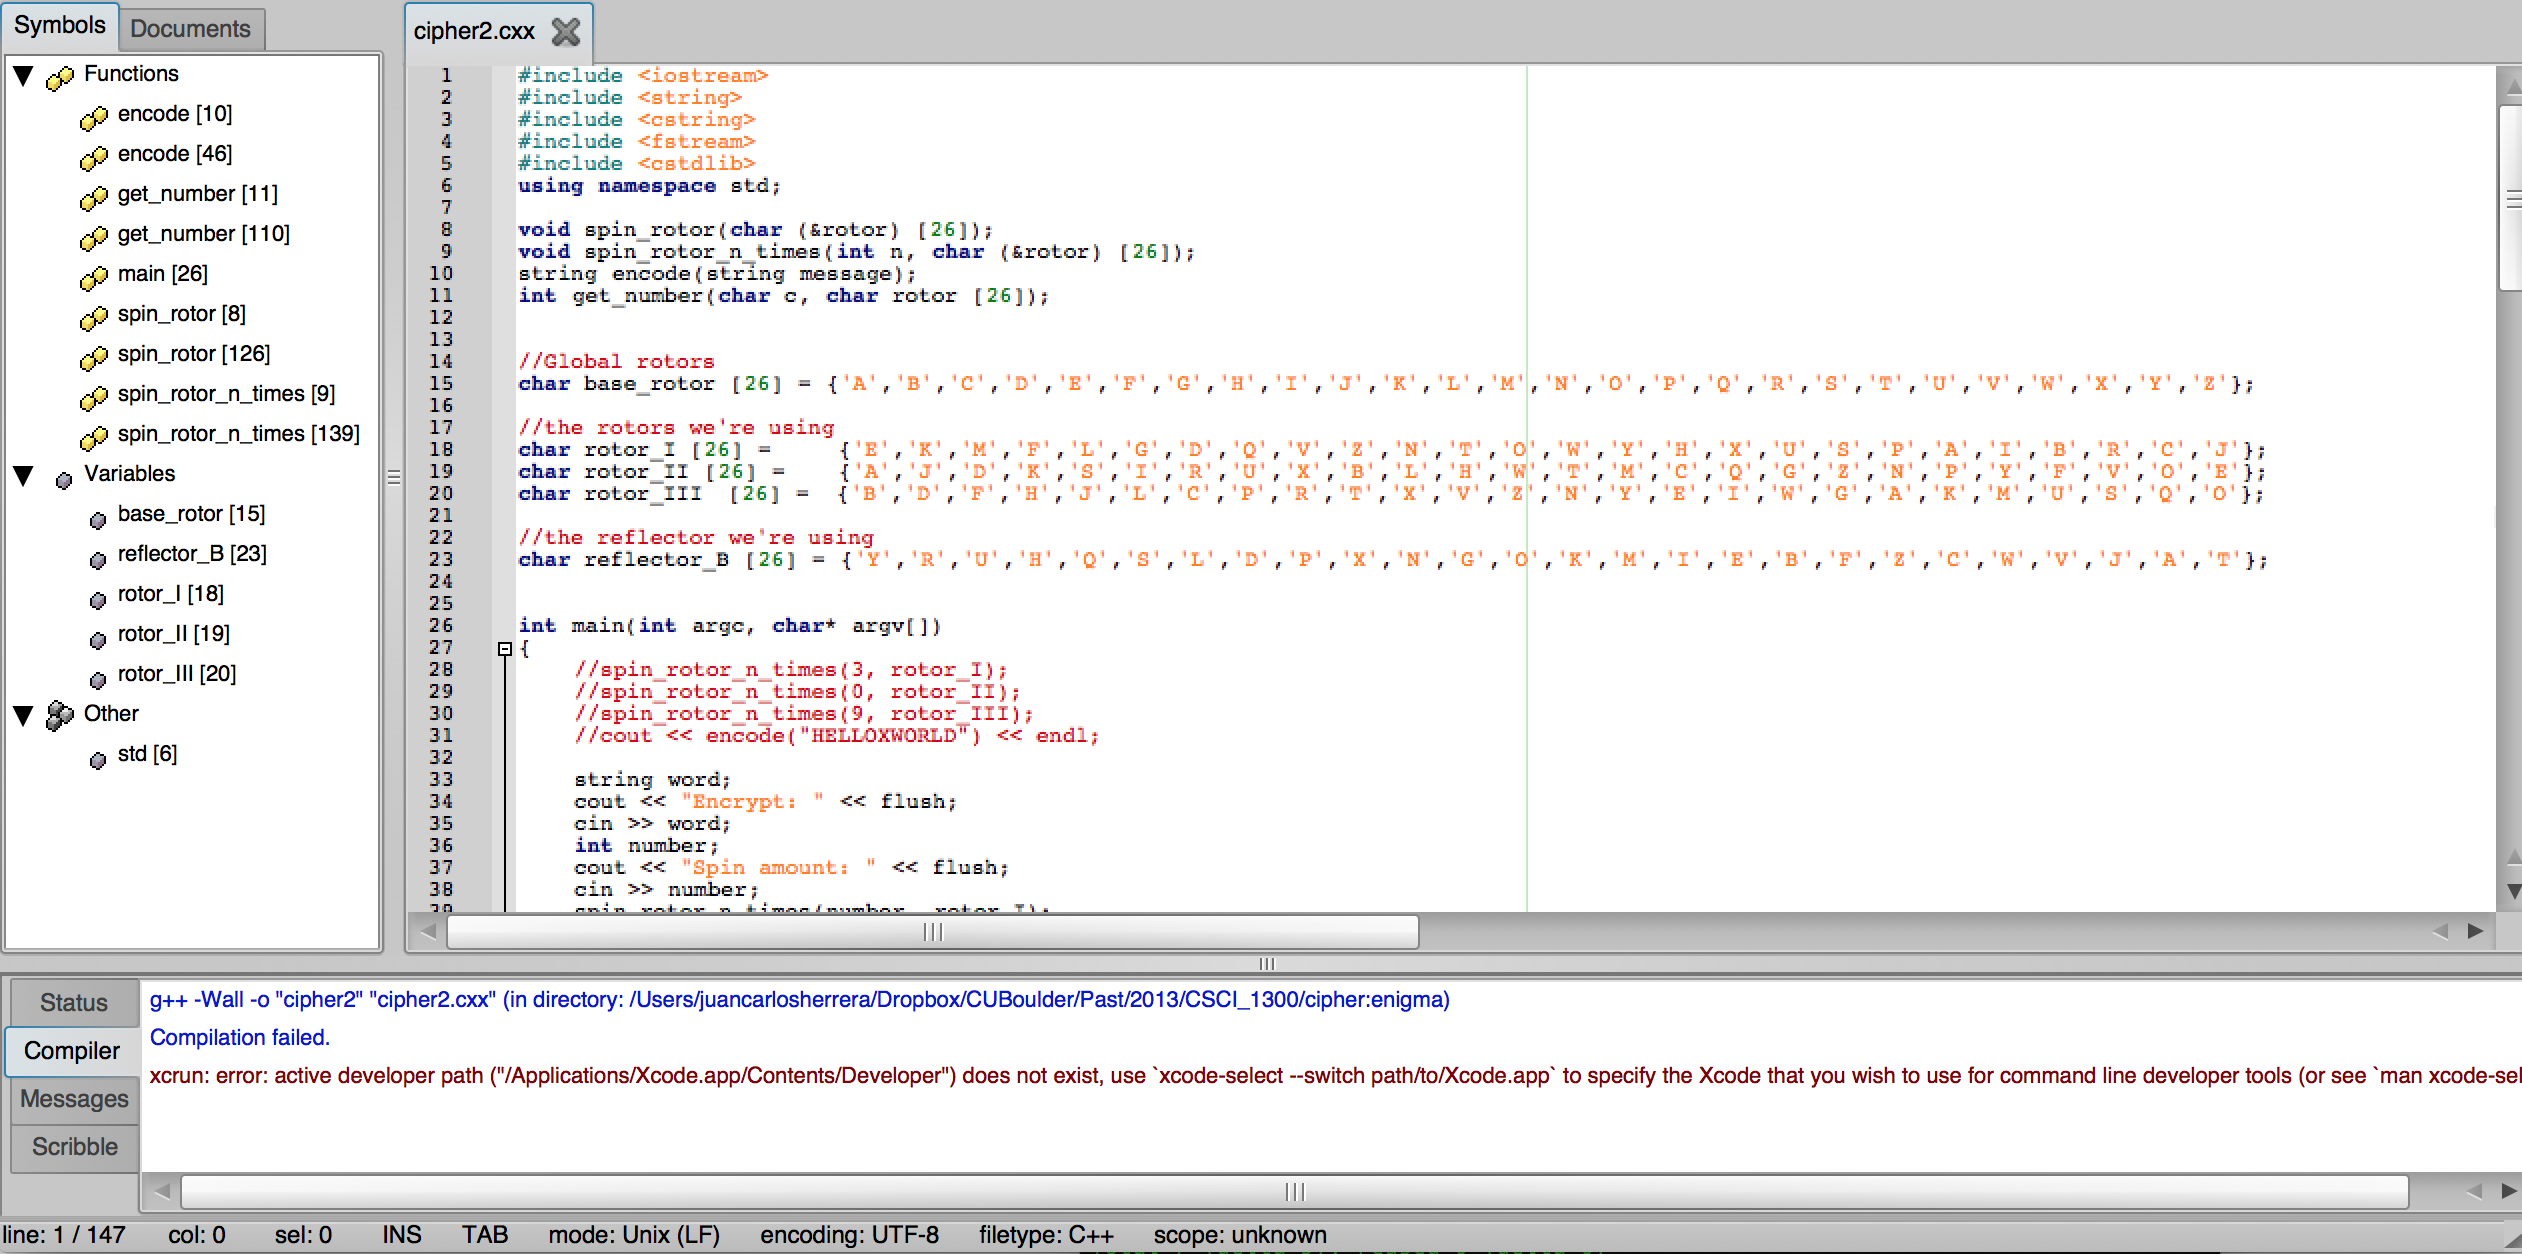 Symbols
Documents
Functions
encode [10]
encode [46]
get_number [11]
get_number [110]
main [26]
spin_rotor [8]
spin_rotor [126]
spin_rotor_n_times [9]
spin_rotor_n_times [139]
Variables
base_rotor [15]
reflector_B [23]
rotor_I [18]
rotor_II [19]
rotor_III [20]
Other
std [6]
cipher2.cxx
1 #include <iostream>
2 #include <string>
3 #include <cstring>
4 #include <fstream>
5 #include <cstdlib>
6 using namespace std;
7
8 void spin_rotor(char (&rotor) [26]);
9 void spin_rotor_n_times(int n, char (&rotor) [26]);
10 string encode(string message);
11 int get_number(char c, char rotor [26]);
12
13
14 //Global rotors
15 char base_rotor [26] = {'A','B','C','D','E','F','G','H','I','J','K','L','M','N','O','P','Q','R','S','T','U','V','W','X','Y','Z'};
16
17 //the rotors we're using
18 char rotor_I [26] = {'E','K','M','F','L','G','D','Q','V','Z','N','T','O','W','Y','H','X','U','S','P','A','I','B','R','C','J'};
19 char rotor_II [26] = {'A','J','D','K','S','I','R','U','X','B','L','H','W','T','M','C','Q','G','Z','N','P','Y','F','V','O','E'};
20 char rotor_III [26] = {'B','D','F','H','J','L','C','P','R','T','X','V','Z','N','Y','E','I','W','G','A','K','M','U','S','Q','O'};
21
22 //the reflector we're using
23 char reflector_B [26] = {'Y','R','U','H','Q','S','L','D','P','X','N','G','O','K','M','I','E','B','F','Z','C','W','V','J','A','T'};
24
25
26 int main(int argc, char* argv[])
27 {
28 //spin_rotor_n_times(3, rotor_I);
29 //spin_rotor_n_times(0, rotor_II);
30 //spin_rotor_n_times(9, rotor_III);
31 //cout << encode("HELLOXWORLD") << endl;
32
33 string word;
34 cout << "Encrypt: " << flush;
35 cin >> word;
36 int number;
37 cout << "Spin amount: " << flush;
38 cin >> number;
39 spin_rotor_n_times(number, rotor_I);
Status
Compiler
Messages
Scribble
g++ -Wall -o "cipher2" "cipher2.cxx" (in directory: /Users/juancarlosherrera/Dropbox/CUBoulder/Past/2013/CSCI_1300/cipher:enigma)
Compilation failed.
xcrun: error: active developer path ("/Applications/Xcode.app/Contents/Developer") does not exist, use `xcode-select --switch path/to/Xcode.app` to specify the Xcode that you wish to use for command line developer tools (or see `man xcode-sel
line: 1 / 147 col: 0 sel: 0 INS TAB mode: Unix (LF) encoding: UTF-8 filetype: C++ scope: unknown